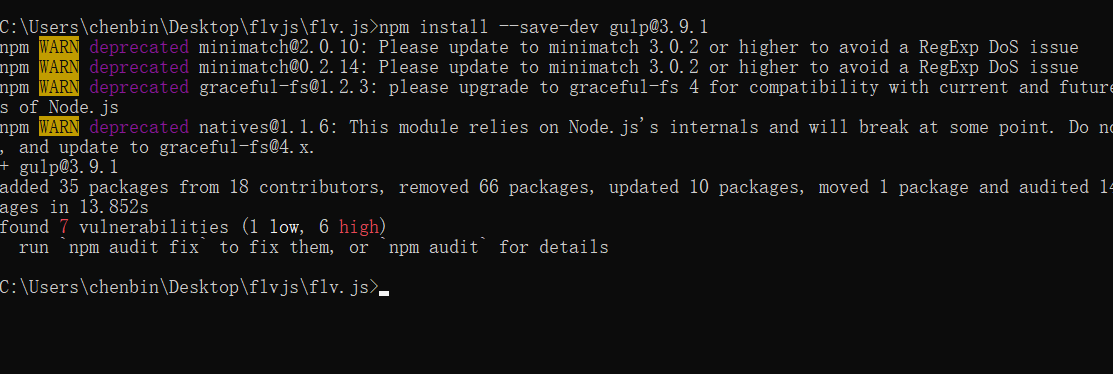 C:\Users\chenbin\Desktop\flvjs\flv.js>npm install --save-dev gulp@3.9.1
npm WARN deprecated minimatch@2.0.10: Please update to minimatch 3.0.2 or higher to avoid a RegExp DoS issue
npm WARN deprecated minimatch@0.2.14: Please update to minimatch 3.0.2 or higher to avoid a RegExp DoS issue
npm WARN deprecated graceful-fs@1.2.3: please upgrade to graceful-fs 4 for compatibility with current and future
s of Node.js
npm WARN deprecated natives@1.1.6: This module relies on Node.js's internals and will break at some point. Do no
, and update to graceful-fs@4.x.
+ gulp@3.9.1
added 35 packages from 18 contributors, removed 66 packages, updated 10 packages, moved 1 package and audited 14
ages in 13.852s
found 7 vulnerabilities (1 low, 6 high)
  run `npm audit fix` to fix them, or `npm audit` for details
C:\Users\chenbin\Desktop\flvjs\flv.js>